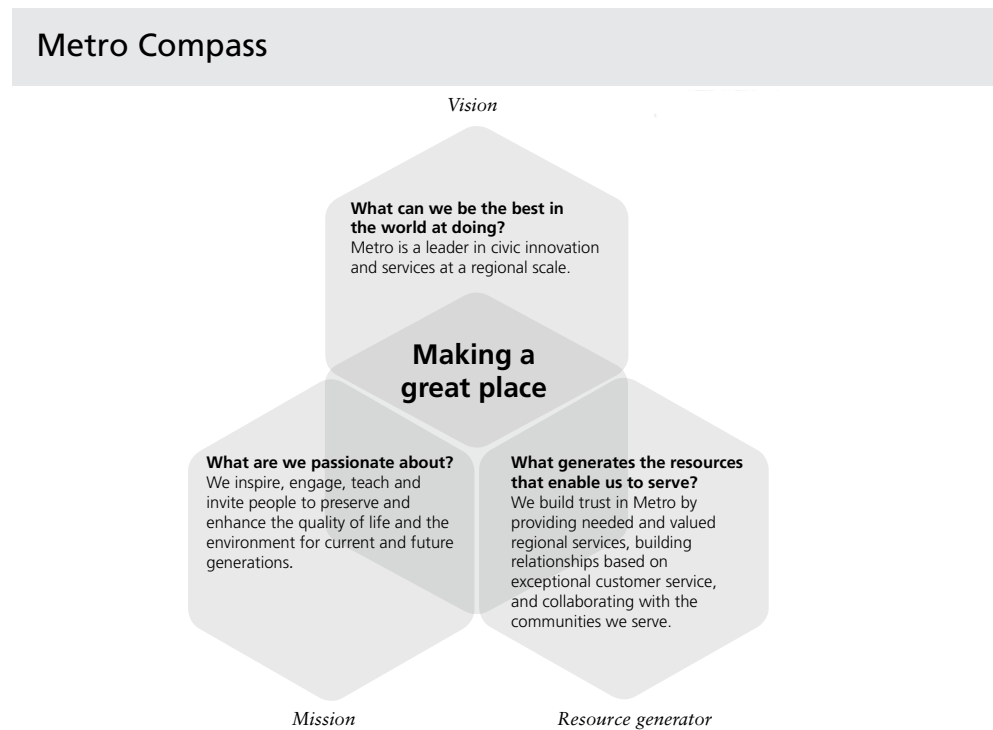 Metro Compass
Vision
What can we be the best in
the world at doing?
Metro is a leader in civic innovation
and services at a regional scale.
Making a
great place
What are we passionate about?
We inspire, engage, teach and
invite people to preserve and
enhance the quality of life and the
environment for current and future
generations.
What generates the resources
that enable us to serve?
We build trust in Metro by
providing needed and valued
regional services, building
relationships based on
exceptional customer service,
and collaborating with the
communities we serve.
Mission
Resource generator